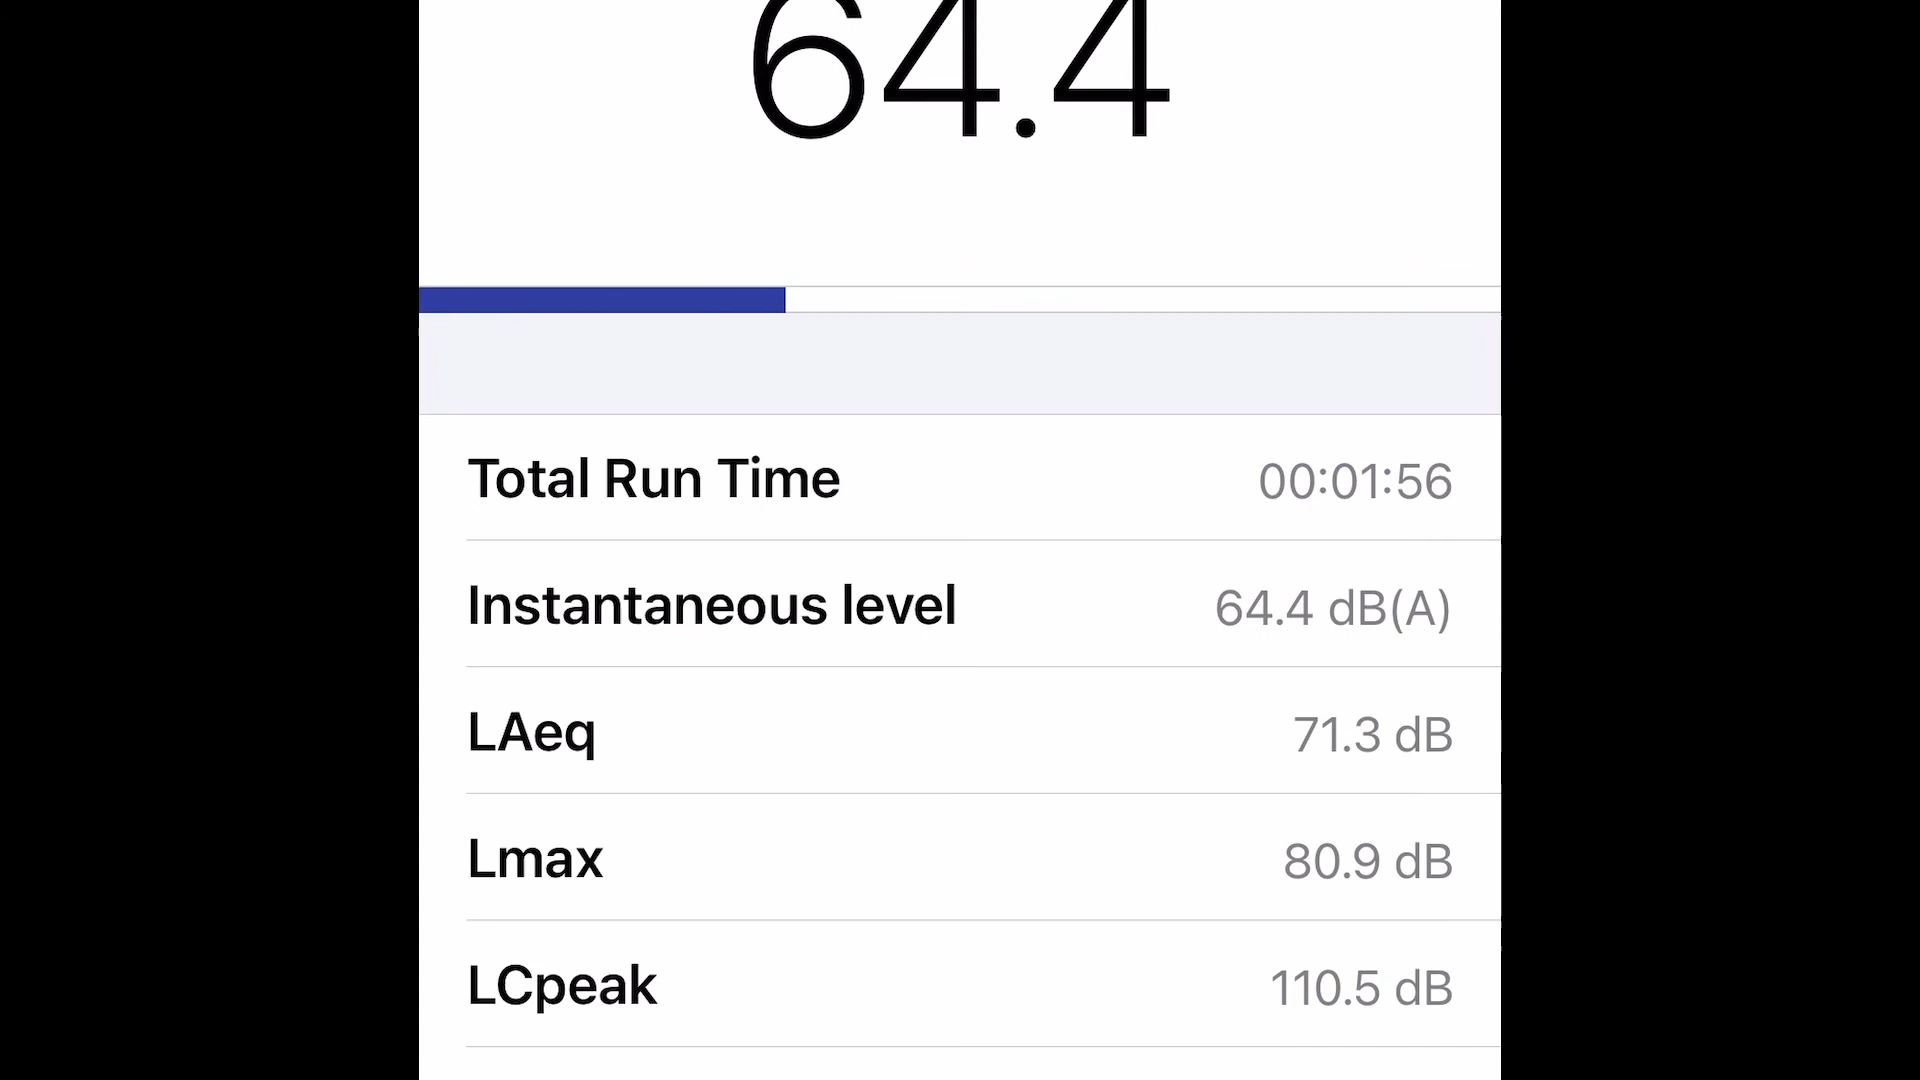 64.4
Total Run Time 00:01:56
Instantaneous level 64.4 dB(A)
LAeq 71.3 dB
Lmax 80.9 dB
LCpeak 110.5 dB